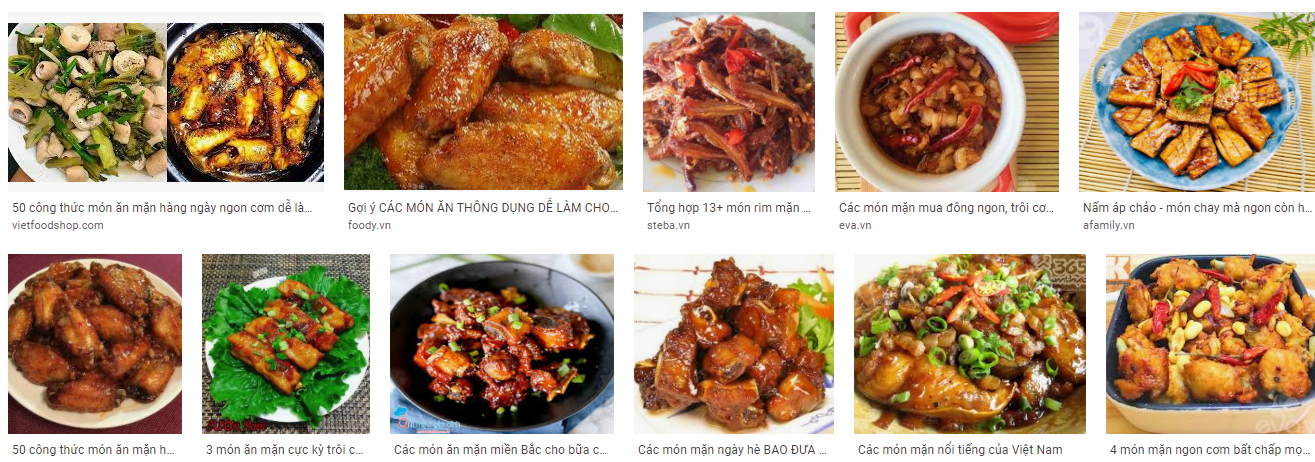 50 công thức món ăn mặn hàng ngày ngon cơm dễ là...
vietfoodshop.com
Gợi ý CÁC MÓN ĂN THÔNG DỤNG DỄ LÀM CHO...
foody.vn
Tổng hợp 13+ món rim mặn ...
steba.vn
Các món mặn mua đông ngon, trôi cơ...
eva.vn
Nấm áp chảo - món chay mà ngon còn h...
afamily.vn
365
eva
50 công thức món ăn mặn h...
3 món ăn mặn cực kỳ trôi c...
Các món ăn mặn miền Bắc cho bữa c...
Các món mặn ngày hè BAO ĐƯA ...
Các món mặn nổi tiếng của Việt Nam
4 món mặn ngon cơm bất chấp mọ...